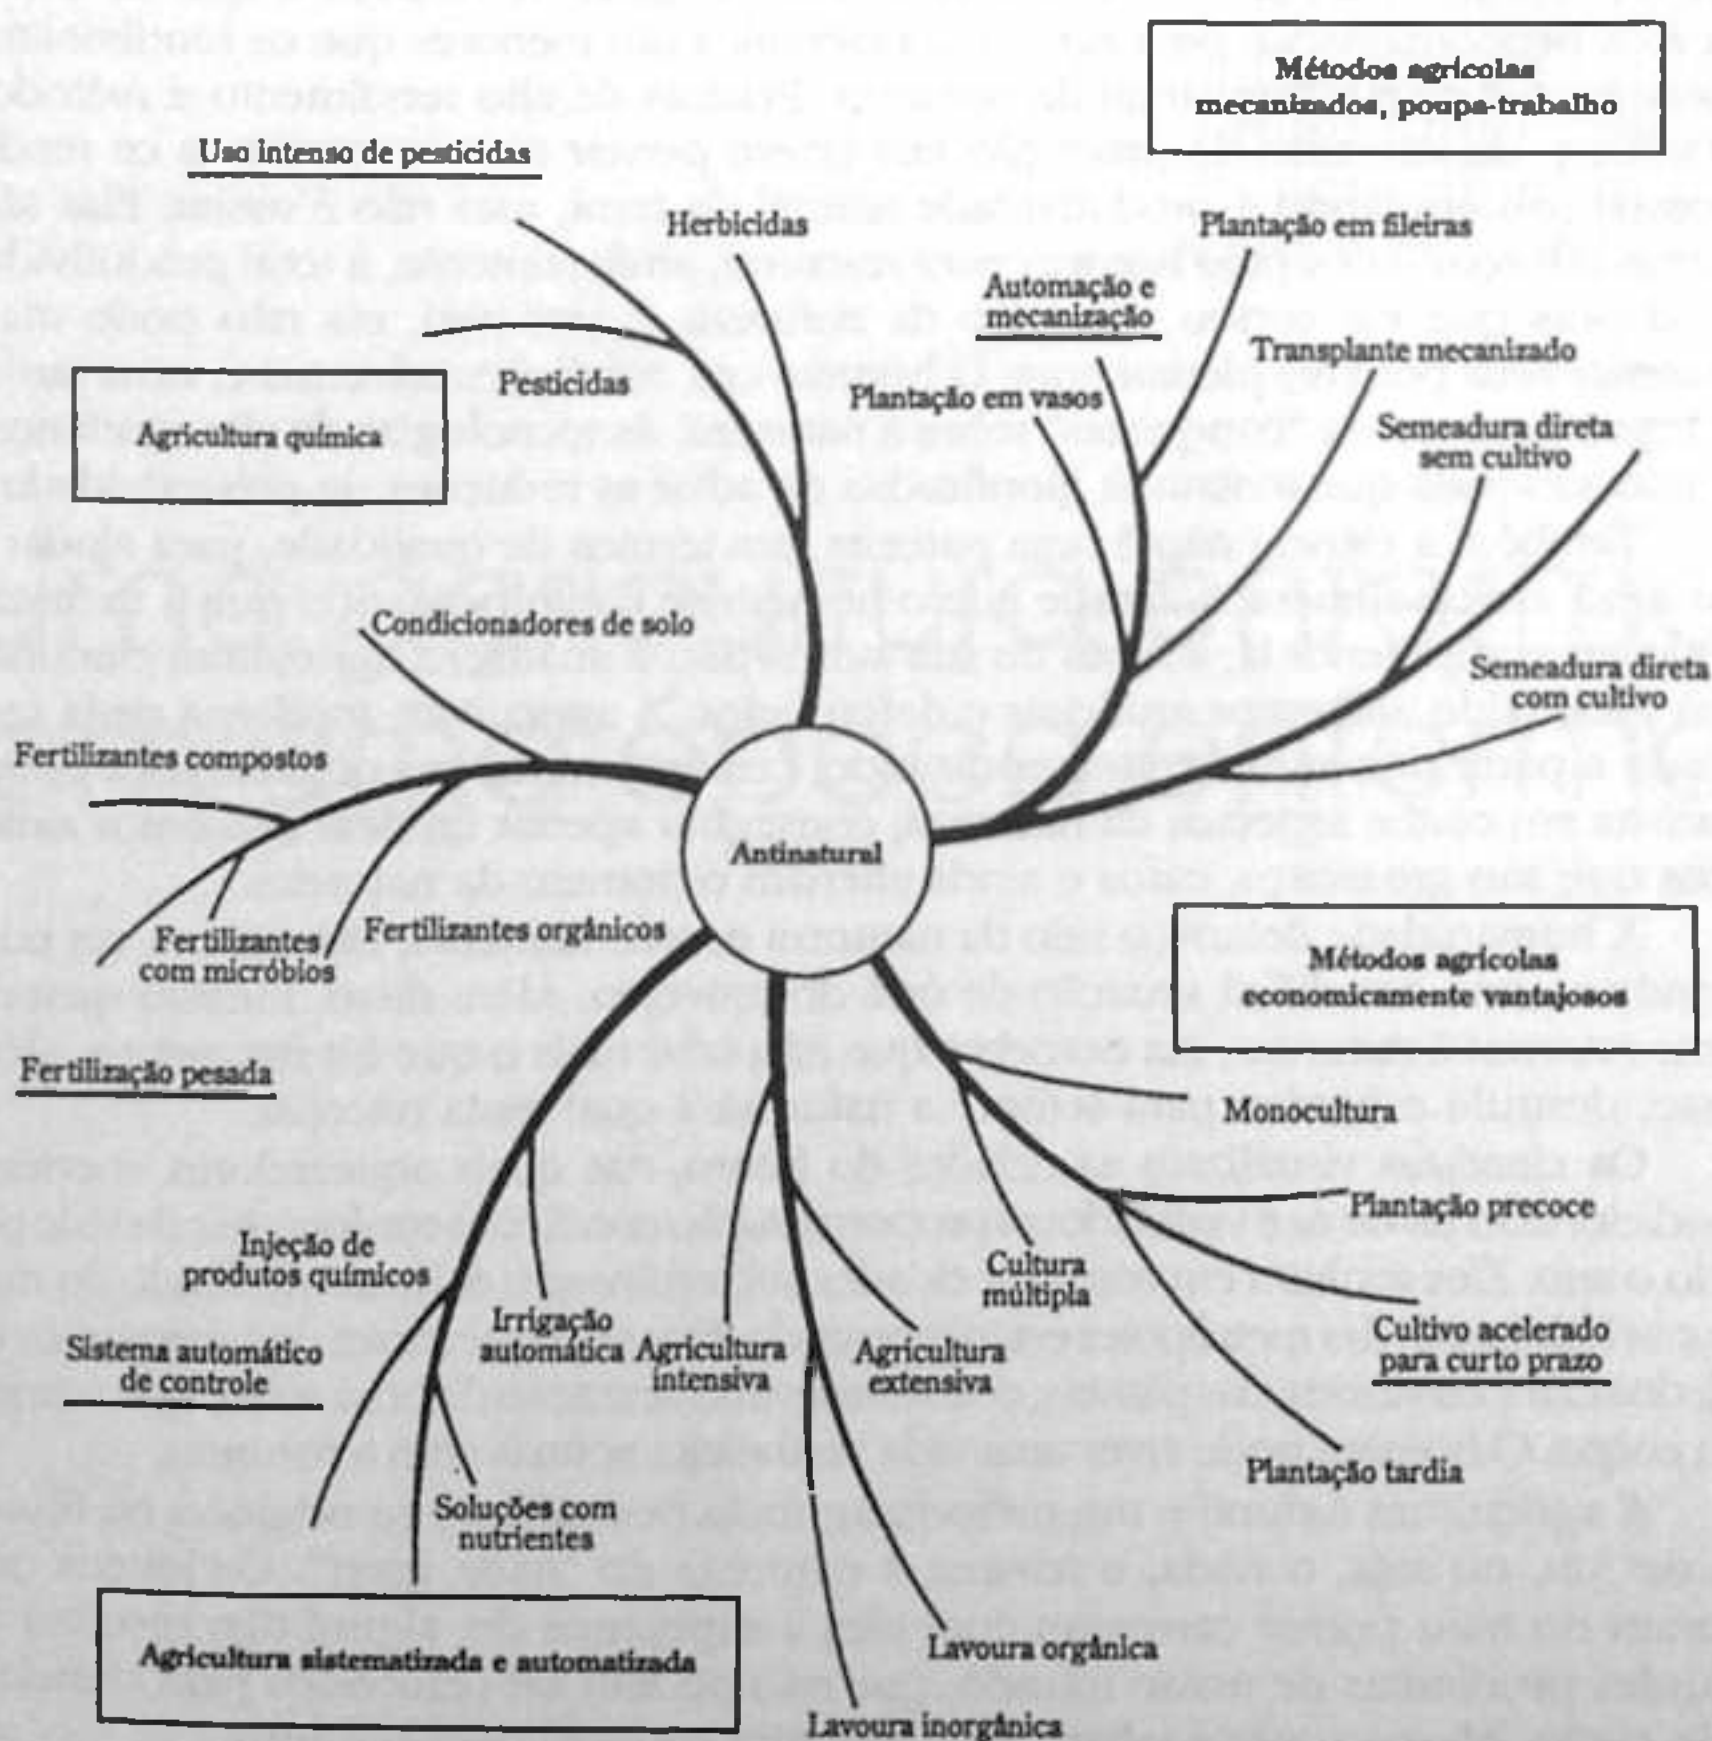 Métodos agrícolas
mecanizados, poupa-trabalho
Uso intenso de pesticidas
Herbicidas
Plantação em fileiras
Automação e
mecanização
Transplante mecanizado
Pesticidas
Plantação em vasos
Semeadura direta
sem cultivo
Agricultura química
Condicionadores de solo
Semeadura direta
com cultivo
Fertilizantes compostos
Antinatural
Fertilizantes
com micróbios
Fertilizantes orgânicos
Métodos agrícolas
economicamente vantajosos
Fertilização pesada
Monocultura
Plantação precoce
Injeção de
produtos químicos
Cultura
múltipla
Irrigação
automática
Agricultura
intensiva
Agricultura
extensiva
Cultivo acelerado
para curto prazo
Sistema automático
de controle
Plantação tardia
Soluções com
nutrientes
Agricultura sistematizada e automatizada
Lavoura orgânica
Lavoura inorgânica